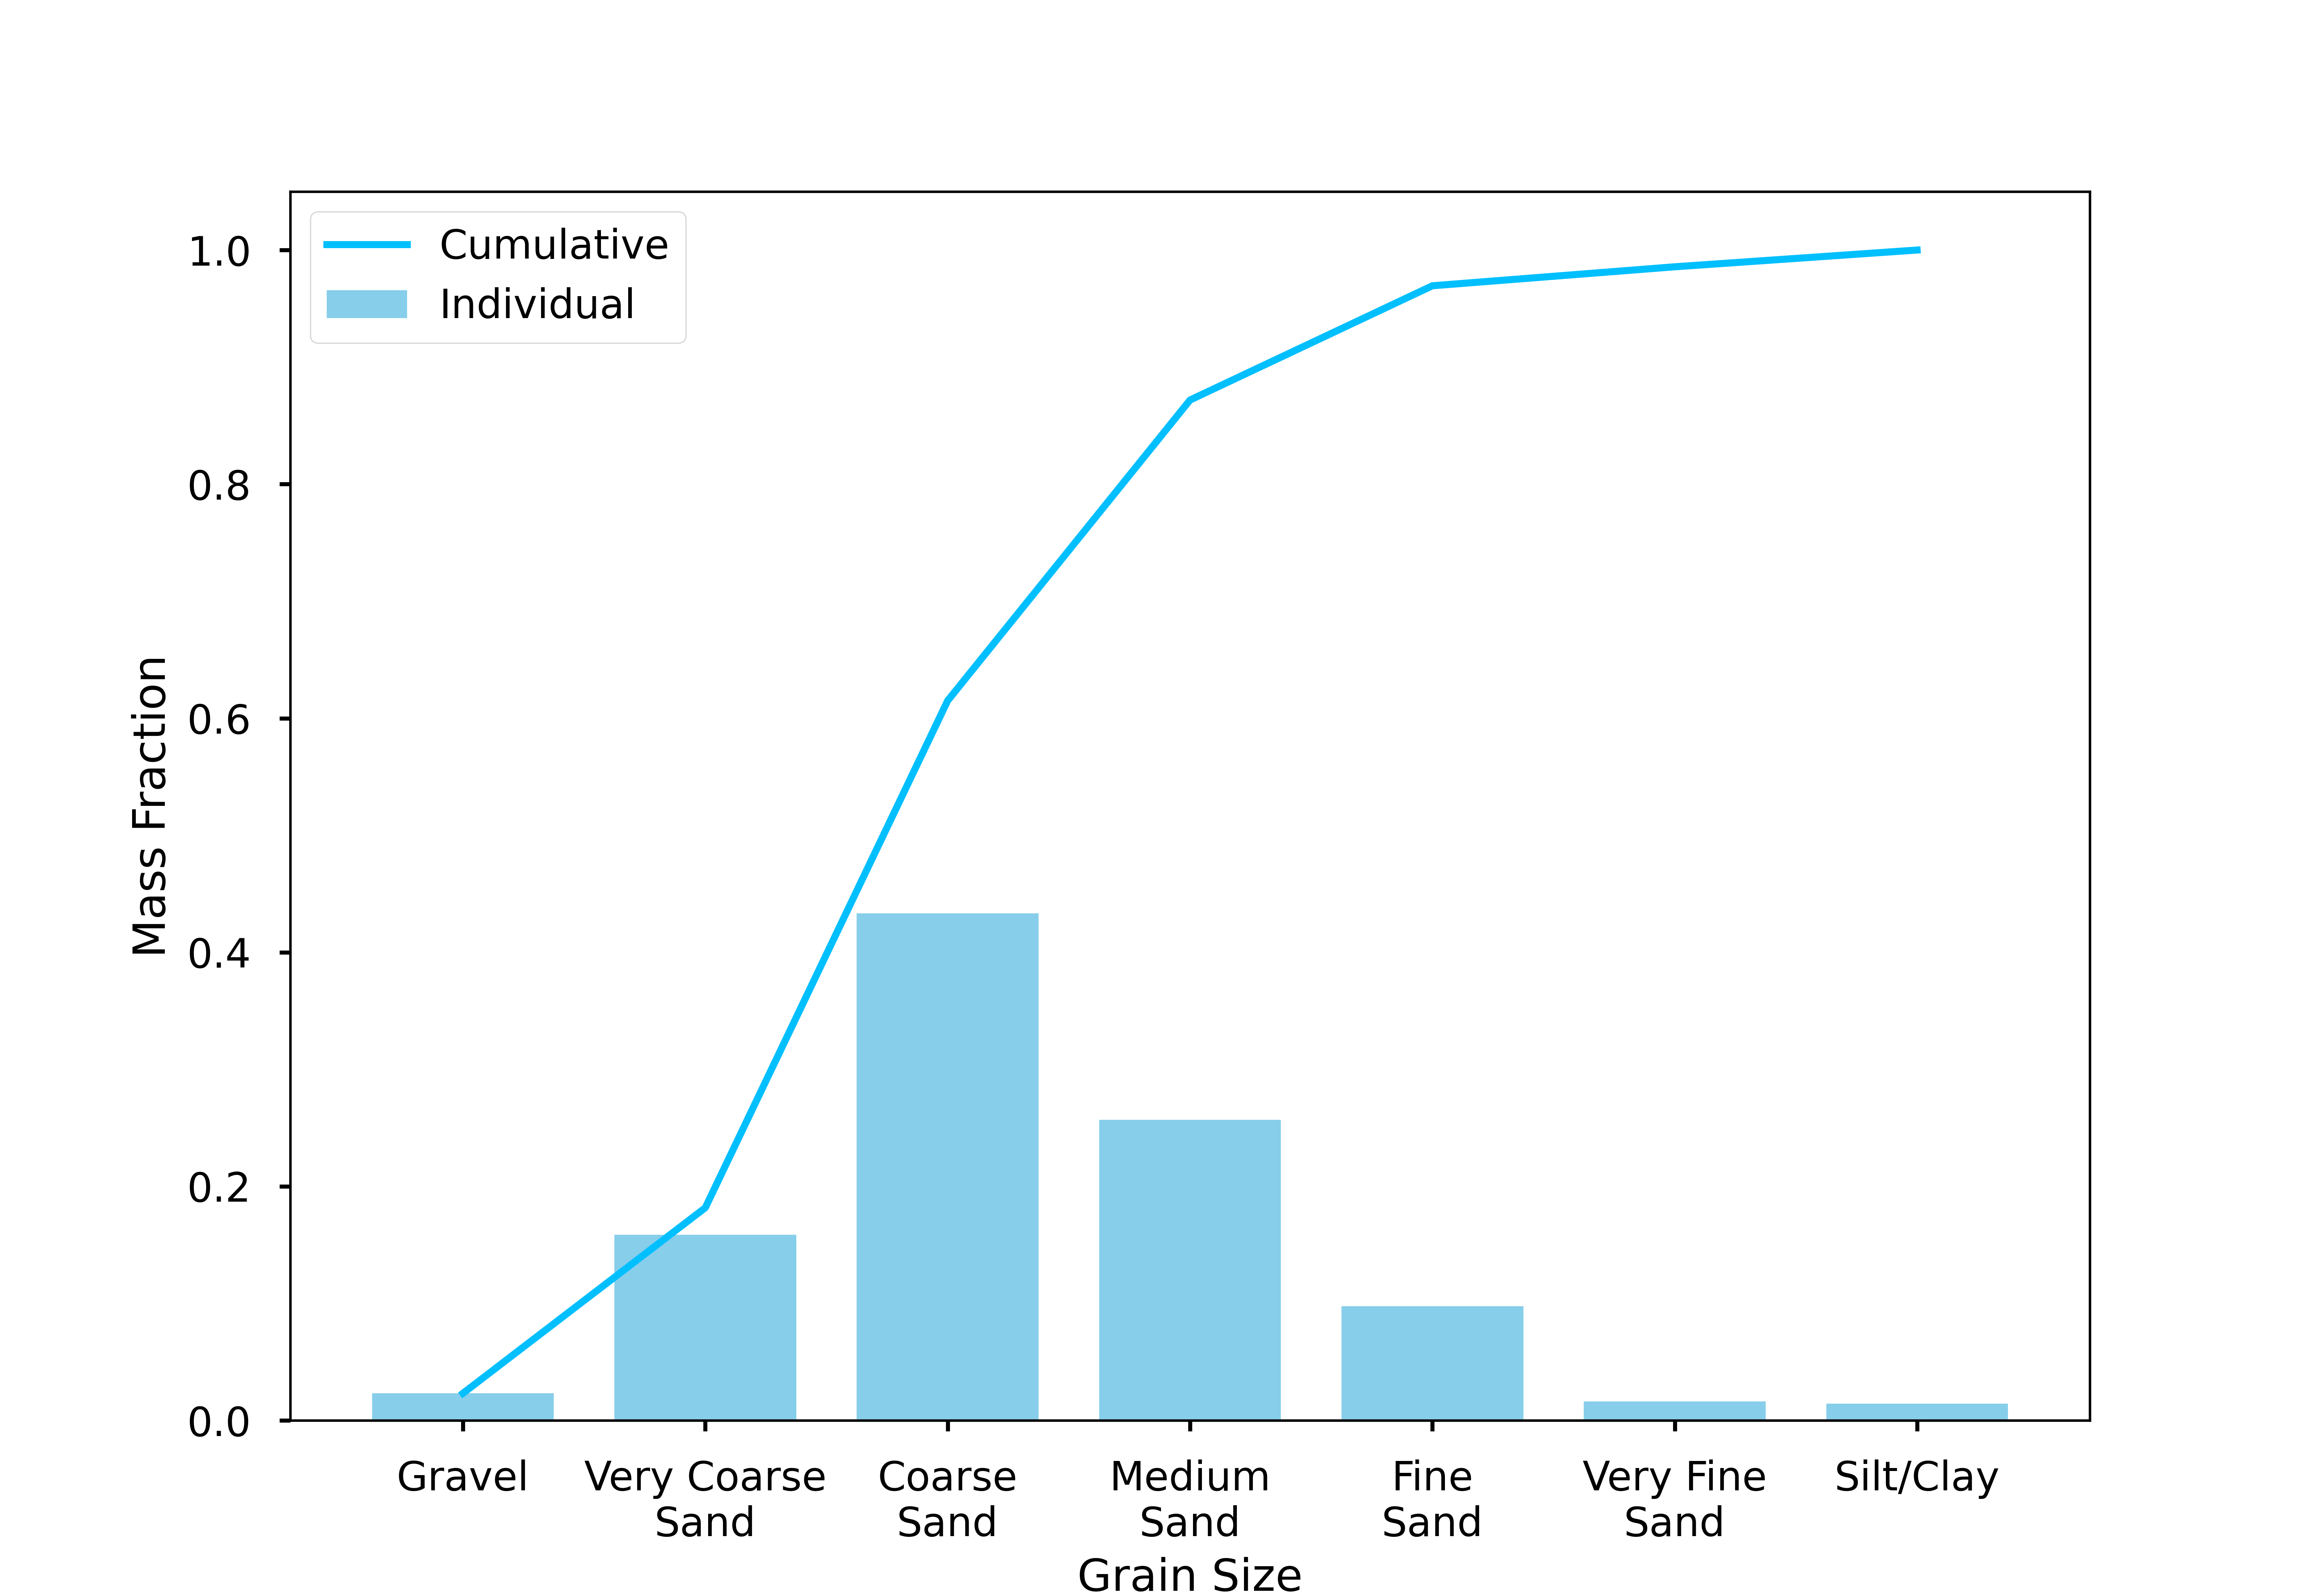 Cumulative
Individual
1.0
0.8
0.6
0.4
0.2
0.0
Mass Fraction
Gravel
Very Coarse
Sand
Coarse
Sand
Medium
Sand
Fine
Sand
Very Fine
Sand
Silt/Clay
Grain Size